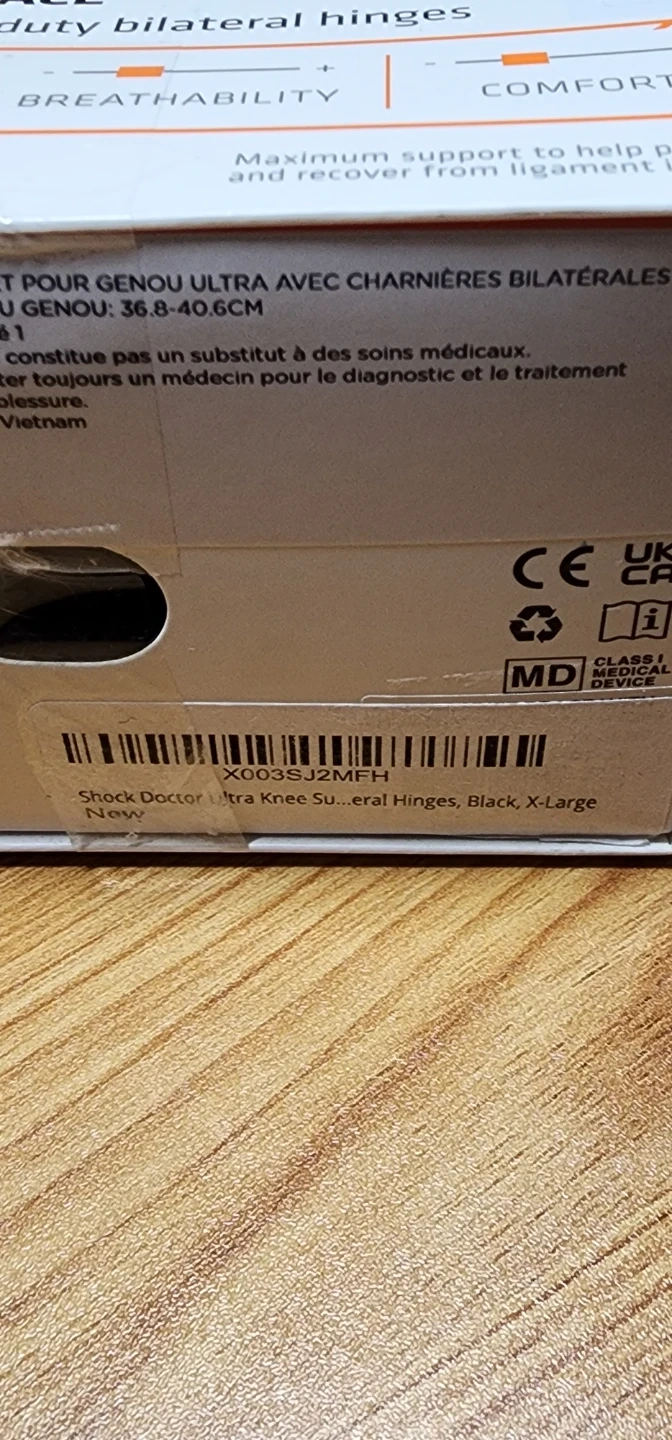 duty bilateral hinges
- +
-
BREATHABILITY
COMFORT
Maximum support to help p
and recover from ligament i
T POUR GENOU ULTRA AVEC CHARNIÈRES BILATÉRALES
U GENOU: 36.8-40.6CM
é 1
constitue pas un substitut à des soins médicaux.
ter toujours un médecin pour le diagnostic et le traitement
blessure.
Vietnam
CE
UK
CA
i
MD
CLASS I
MEDICAL
DEVICE
X003SJ2MFH
Shock Doctor Ultra Knee Su...eral Hinges, Black, X-Large
New